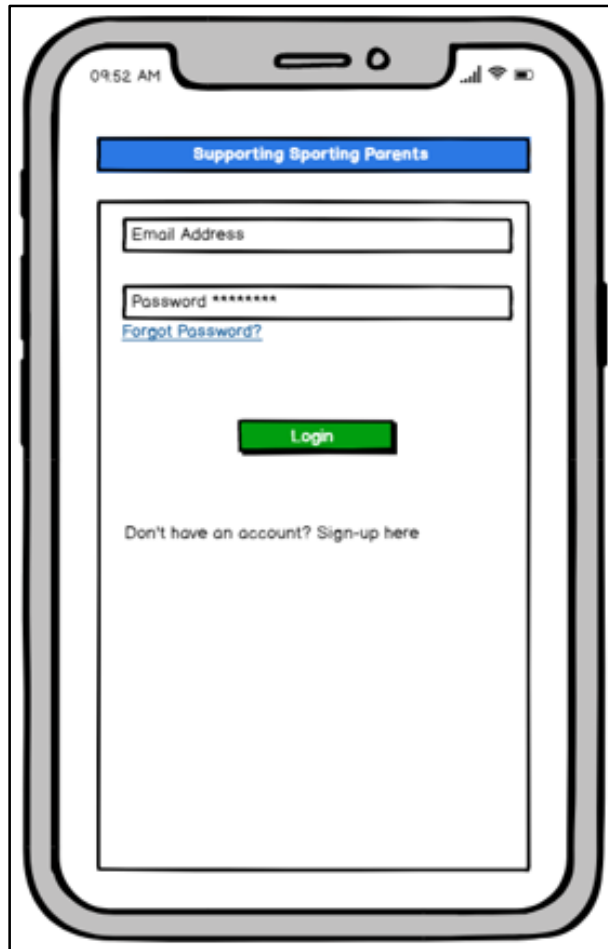 09:52 AM
Supporting Sporting Parents
Email Address
Password ********
Forgot Password?
Login
Don't have an account? Sign-up here